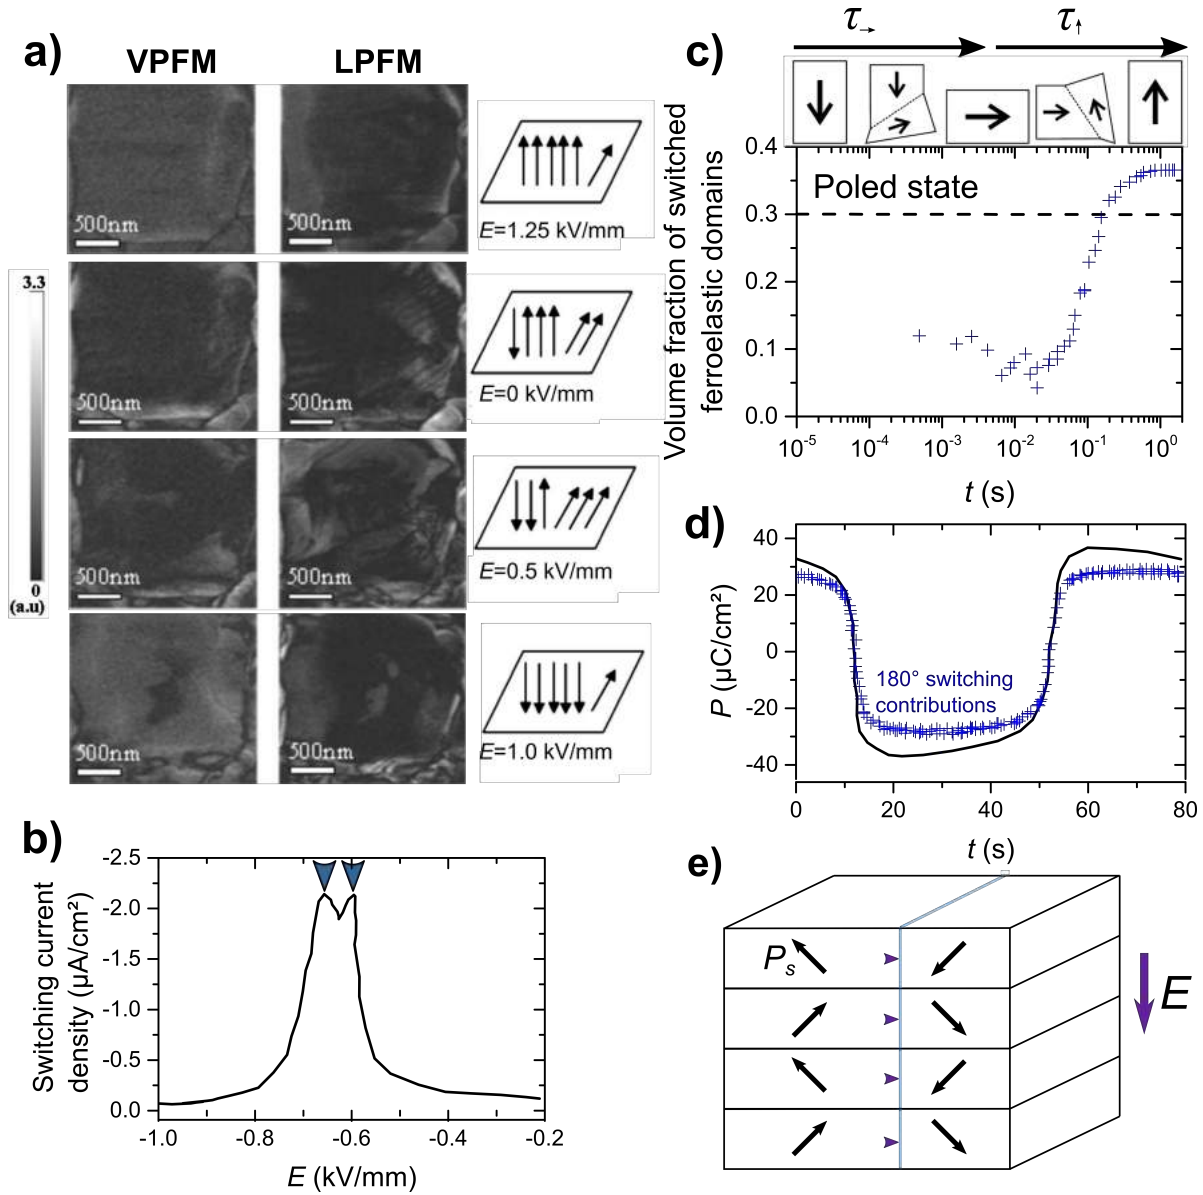 a)
VPFM
LPFM
500nm
500nm
E=1.25 kV/mm
3.3
0
(a.u)
500nm
500nm
E=0 kV/mm
500nm
500nm
E=0.5 kV/mm
500nm
500nm
E=1.0 kV/mm
b)
Switching current
density (μA/cm²)
-2.5
-2.0
-1.5
-1.0
-0.5
0.0
-1.0
-0.8
-0.6
-0.4
-0.2
E (kV/mm)
c)
τ→
τ↑
Volume fraction of switched
ferroelastic domains
0.4
0.3
0.2
0.1
0.0
Poled state
10⁻⁵
10⁻⁴
10⁻³
10⁻²
10⁻¹
10⁰
t (s)
d)
P (μC/cm²)
40
20
0
-20
-40
180° switching
contributions
0
20
40
60
80
t (s)
e)
Pₛ
E